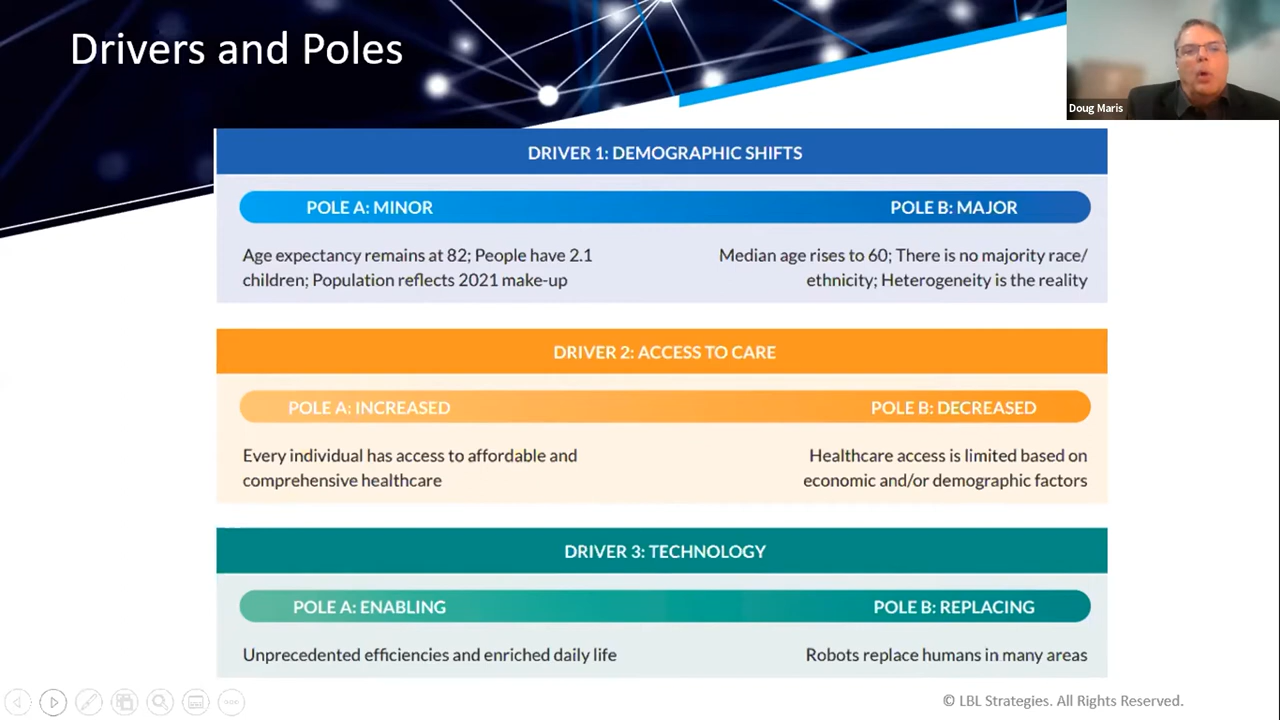 Drivers and Poles
Doug Maris
DRIVER 1: DEMOGRAPHIC SHIFTS
POLE A: MINOR
POLE B: MAJOR
Age expectancy remains at 82; People have 2.1
children; Population reflects 2021 make-up
Median age rises to 60; There is no majority race/
ethnicity; Heterogeneity is the reality
DRIVER 2: ACCESS TO CARE
POLE A: INCREASED
POLE B: DECREASED
Every individual has access to affordable and
comprehensive healthcare
Healthcare access is limited based on
economic and/or demographic factors
DRIVER 3: TECHNOLOGY
POLE A: ENABLING
POLE B: REPLACING
Unprecedented efficiencies and enriched daily life
Robots replace humans in many areas
© LBL Strategies. All Rights Reserved.